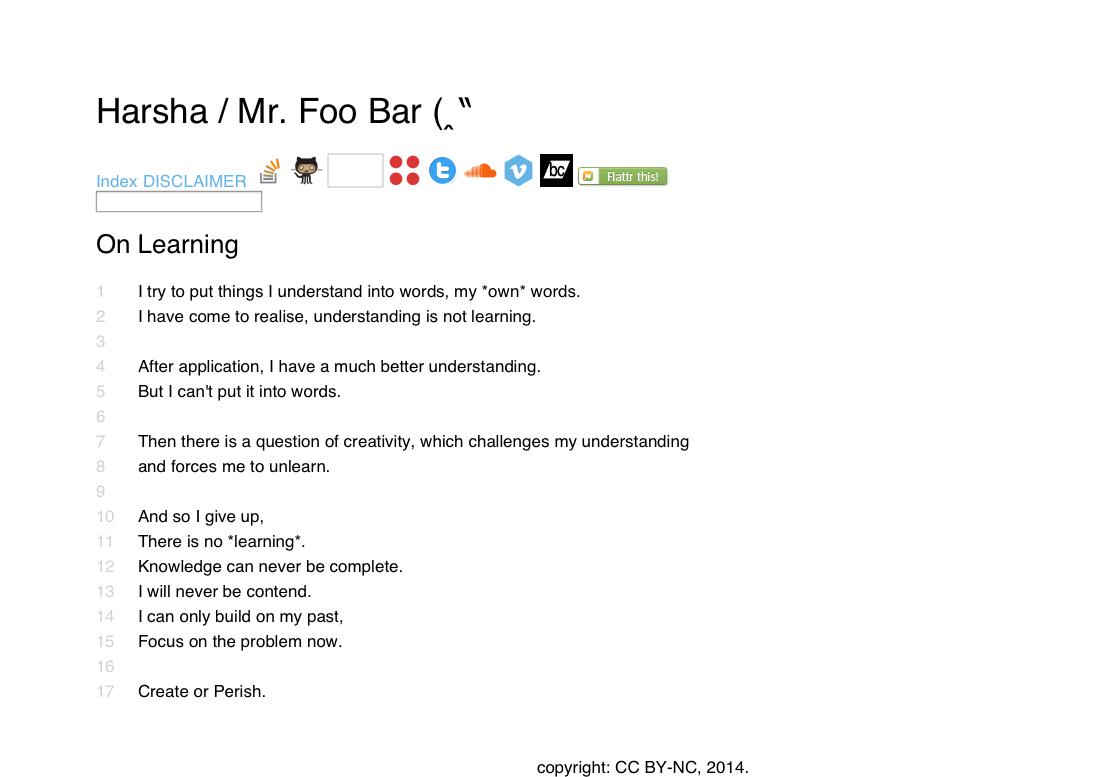 Harsha / Mr. Foo Bar (‸‶
Index DISCLAIMER t v bc Flattr this!
On Learning
1 I try to put things I understand into words, my *own* words.
2 I have come to realise, understanding is not learning.
3
4 After application, I have a much better understanding.
5 But I can't put it into words.
6
7 Then there is a question of creativity, which challenges my understanding
8 and forces me to unlearn.
9
10 And so I give up,
11 There is no *learning*.
12 Knowledge can never be complete.
13 I will never be contend.
14 I can only build on my past,
15 Focus on the problem now.
16
17 Create or Perish.
copyright: CC BY-NC, 2014.